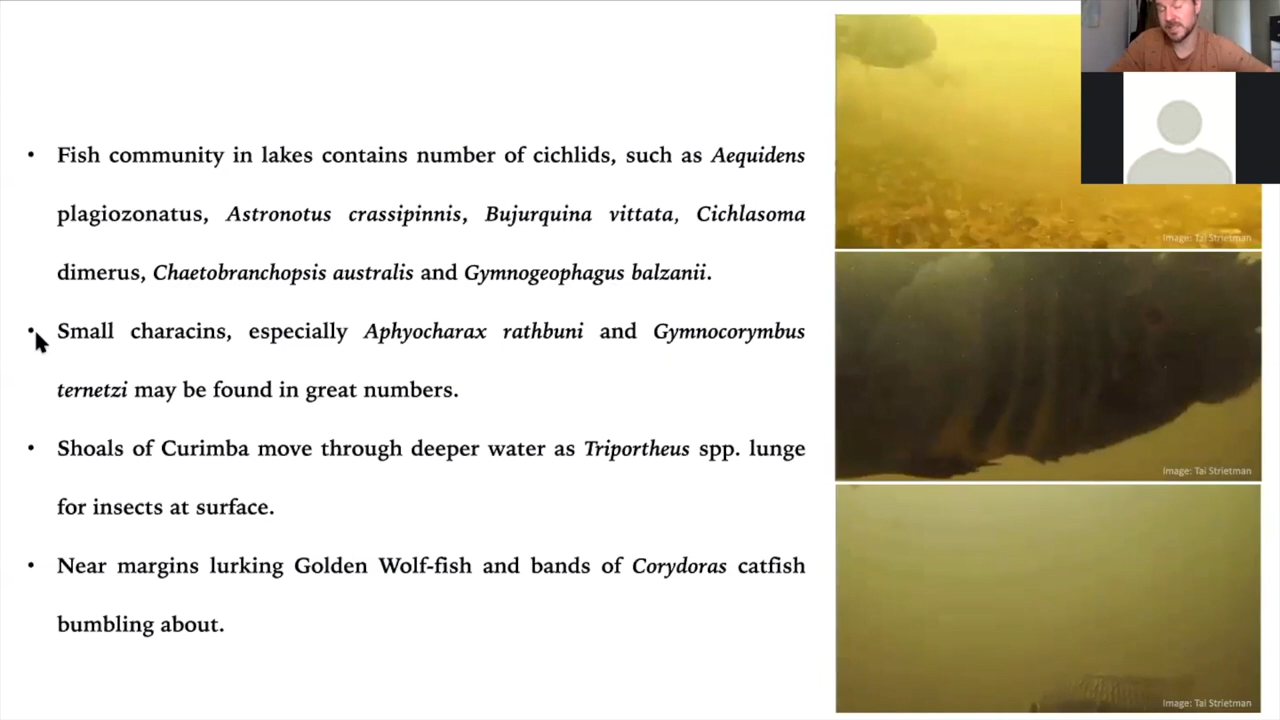 • Fish community in lakes contains number of cichlids, such as Aequidens
plagiozonatus, Astronotus crassipinnis, Bujurquina vittata, Cichlasoma
dimerus, Chaetobranchopsis australis and Gymnogeophagus balzanii.
• Small characins, especially Aphyocharax rathbuni and Gymnocorymbus
ternetzi may be found in great numbers.
• Shoals of Curimba move through deeper water as Triportheus spp. lunge
for insects at surface.
• Near margins lurking Golden Wolf-fish and bands of Corydoras catfish
bumbling about.
Image: Tai Strietman
Image: Tai Strietman
Image: Tai Strietman